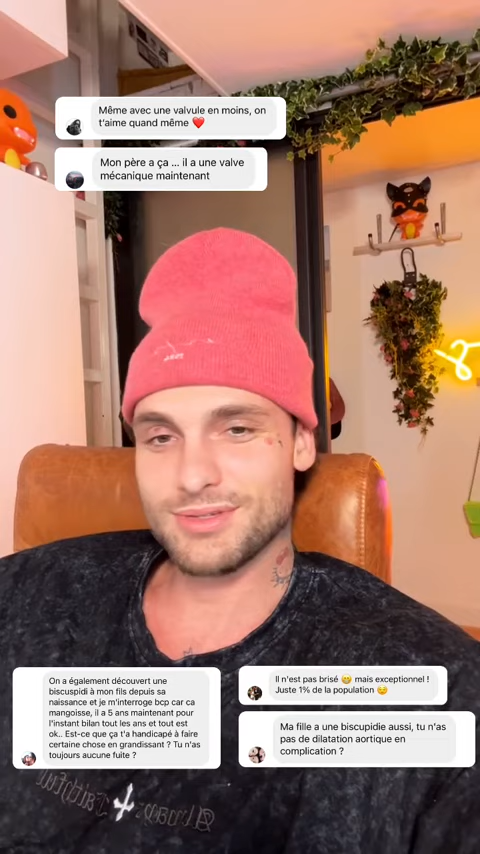 Même avec une valvule en moins, on
t'aime quand même ❤️
Mon père a ça ... il a une valve
mécanique maintenant
On a également découvert une
biscuspidi à mon fils depuis sa
naissance et je m'interroge bcp car ca
mangoisse, il a 5 ans maintenant pour
l'instant bilan tout les ans et tout est
ok.. Est-ce que ça t'a handicapé à faire
certaine chose en grandissant ? Tu n'as
toujours aucune fuite ?
Il n'est pas brisé 😁 mais exceptionnel !
Juste 1% de la population 😌
Ma fille a une biscupidie aussi, tu n'as
pas de dilatation aortique en
complication ?
Faithful
Always